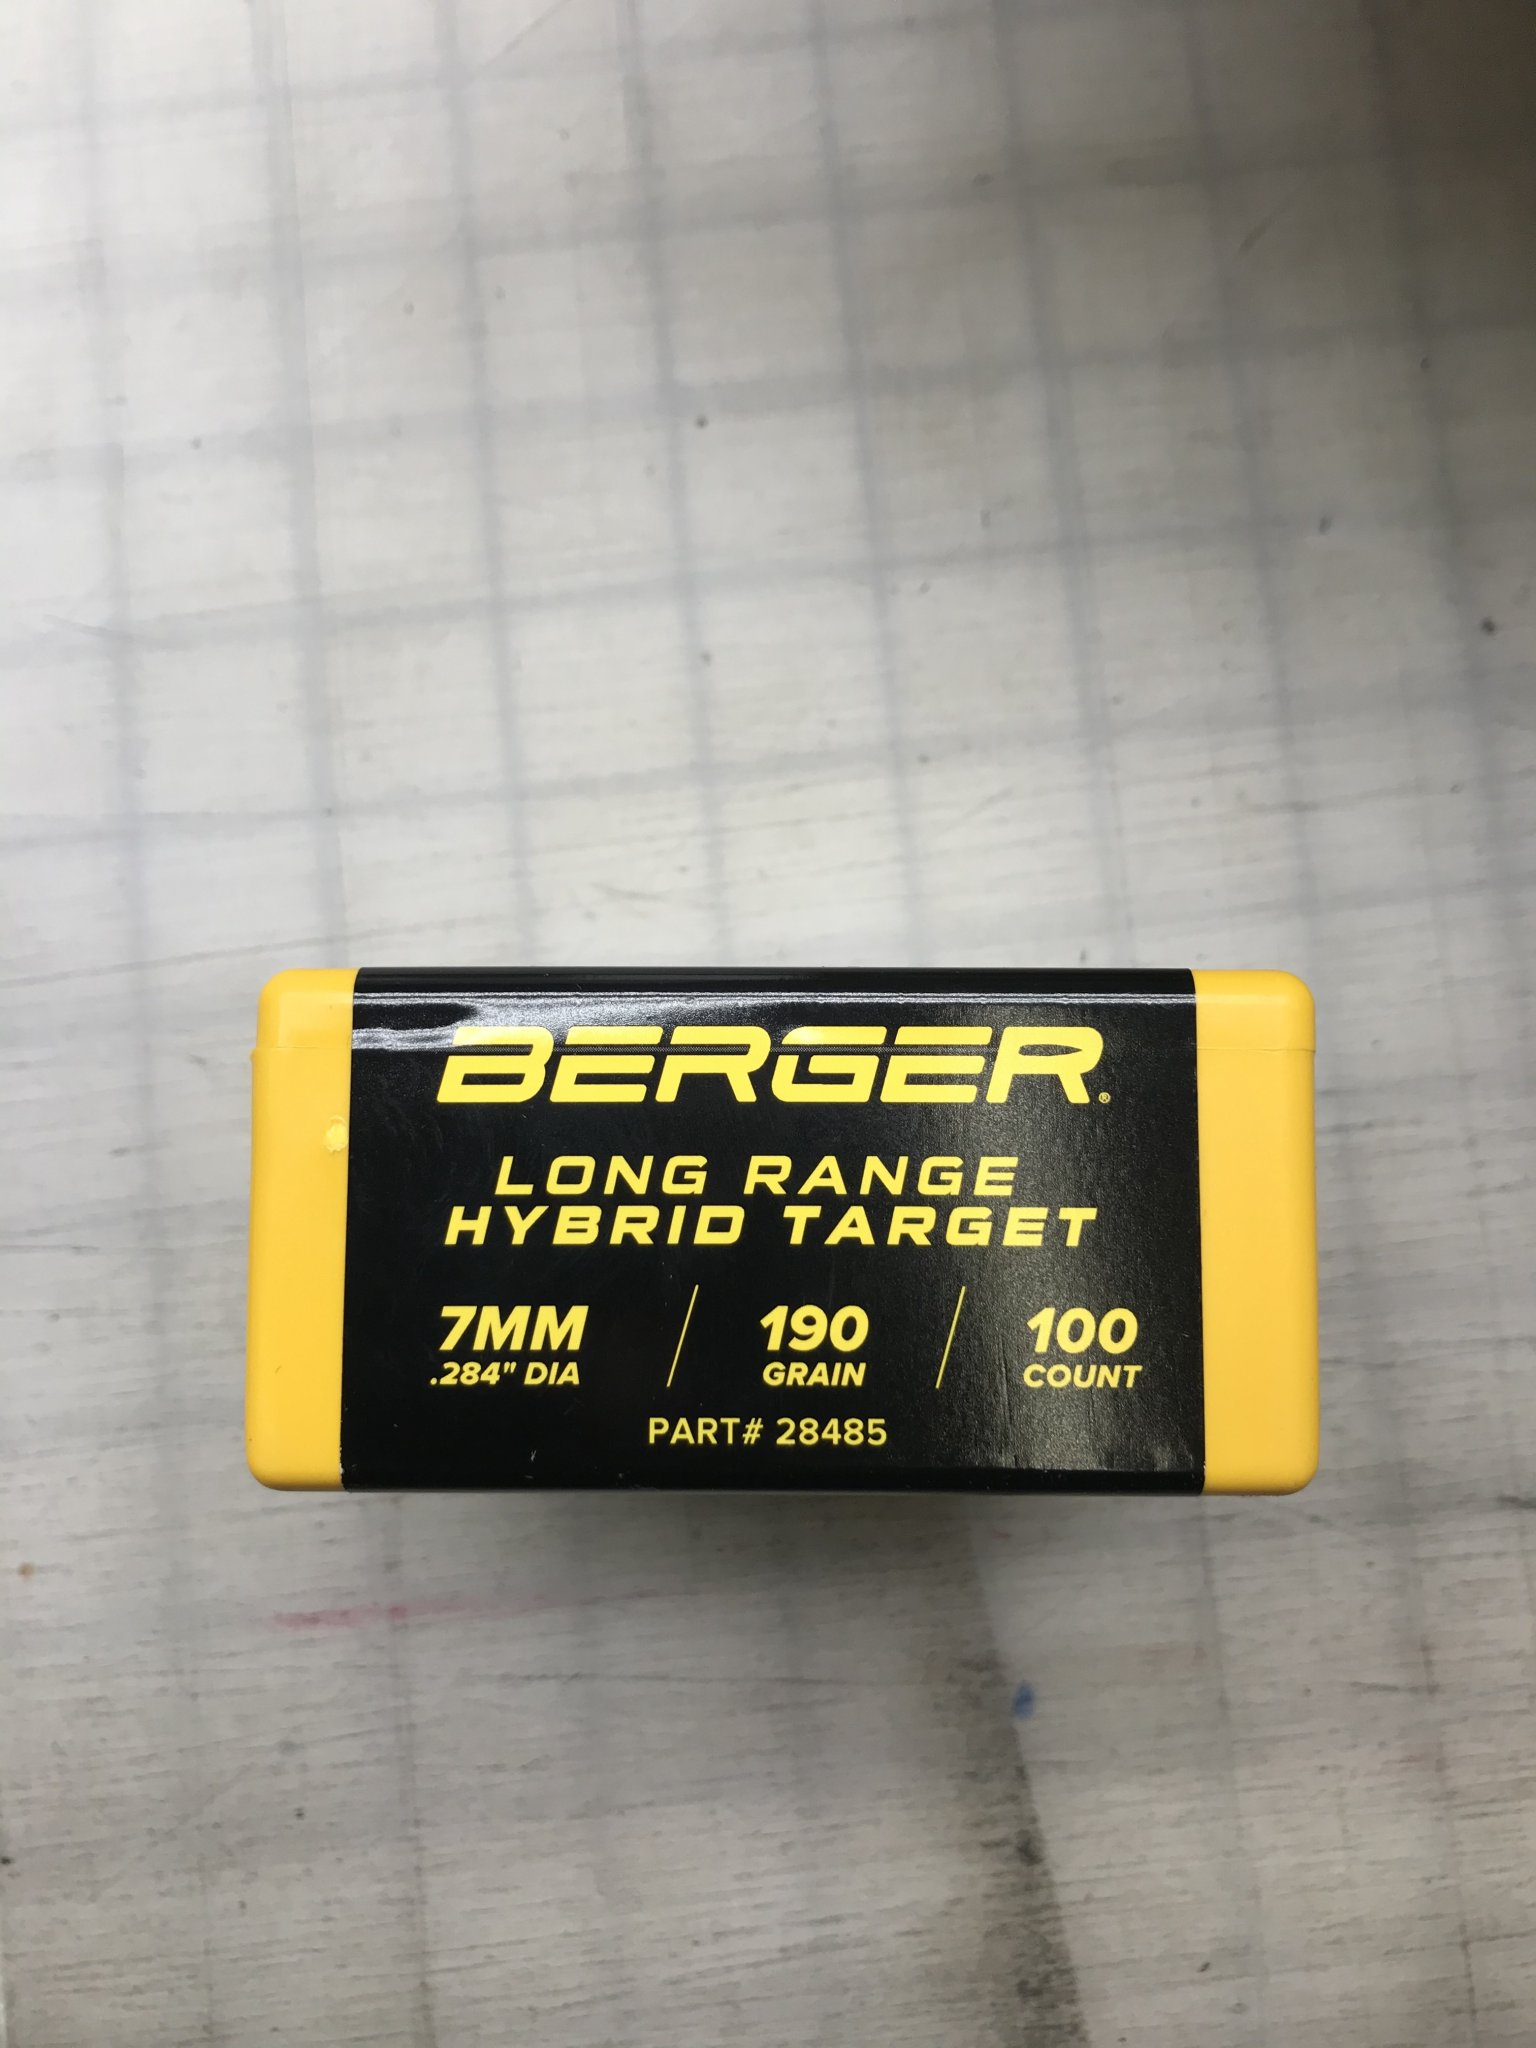 BERGER®
LONG RANGE
HYBRID TARGET
7MM / 190 / 100
.284" DIA GRAIN COUNT
PART# 28485